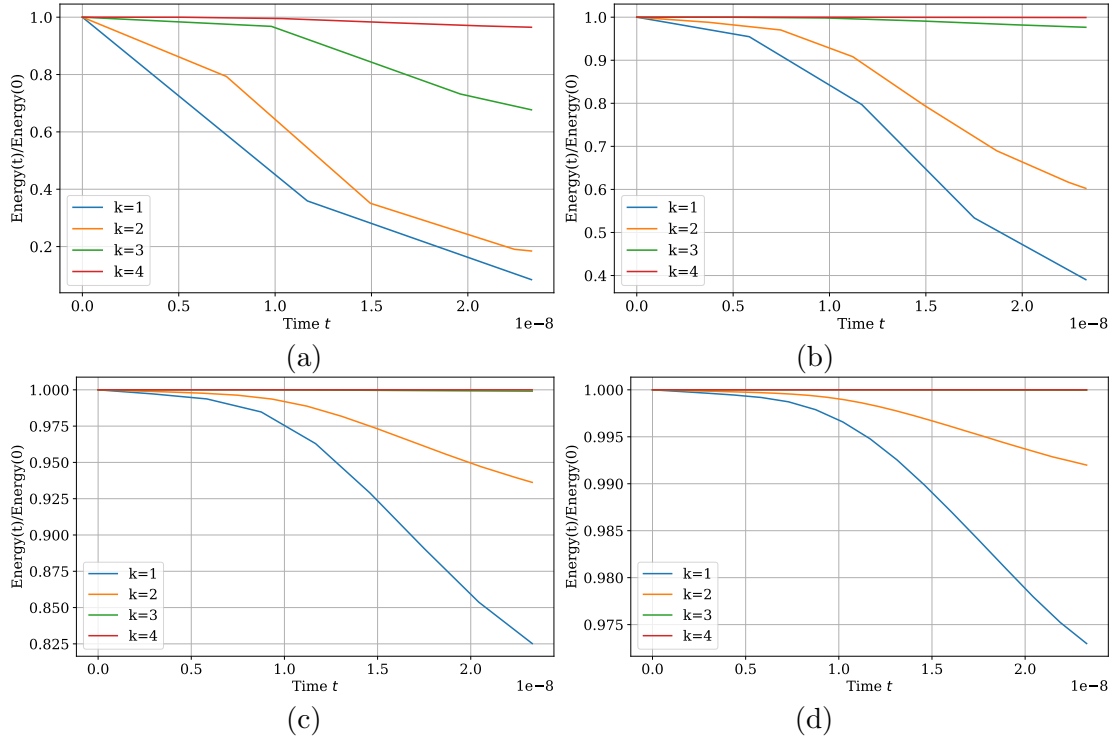 1.0
0.8
0.6
0.4
0.2
Energy(t)/Energy(0)
k=1
k=2
k=3
k=4
0.0 0.5 1.0 1.5 2.0
Time t
1e−8
(a)
1.0
0.9
0.8
0.7
0.6
0.5
0.4
Energy(t)/Energy(0)
k=1
k=2
k=3
k=4
0.0 0.5 1.0 1.5 2.0
Time t
1e−8
(b)
1.000
0.975
0.950
0.925
0.900
0.875
0.850
0.825
Energy(t)/Energy(0)
k=1
k=2
k=3
k=4
0.0 0.5 1.0 1.5 2.0
Time t
1e−8
(c)
1.000
0.995
0.990
0.985
0.980
0.975
Energy(t)/Energy(0)
k=1
k=2
k=3
k=4
0.0 0.5 1.0 1.5 2.0
Time t
1e−8
(d)